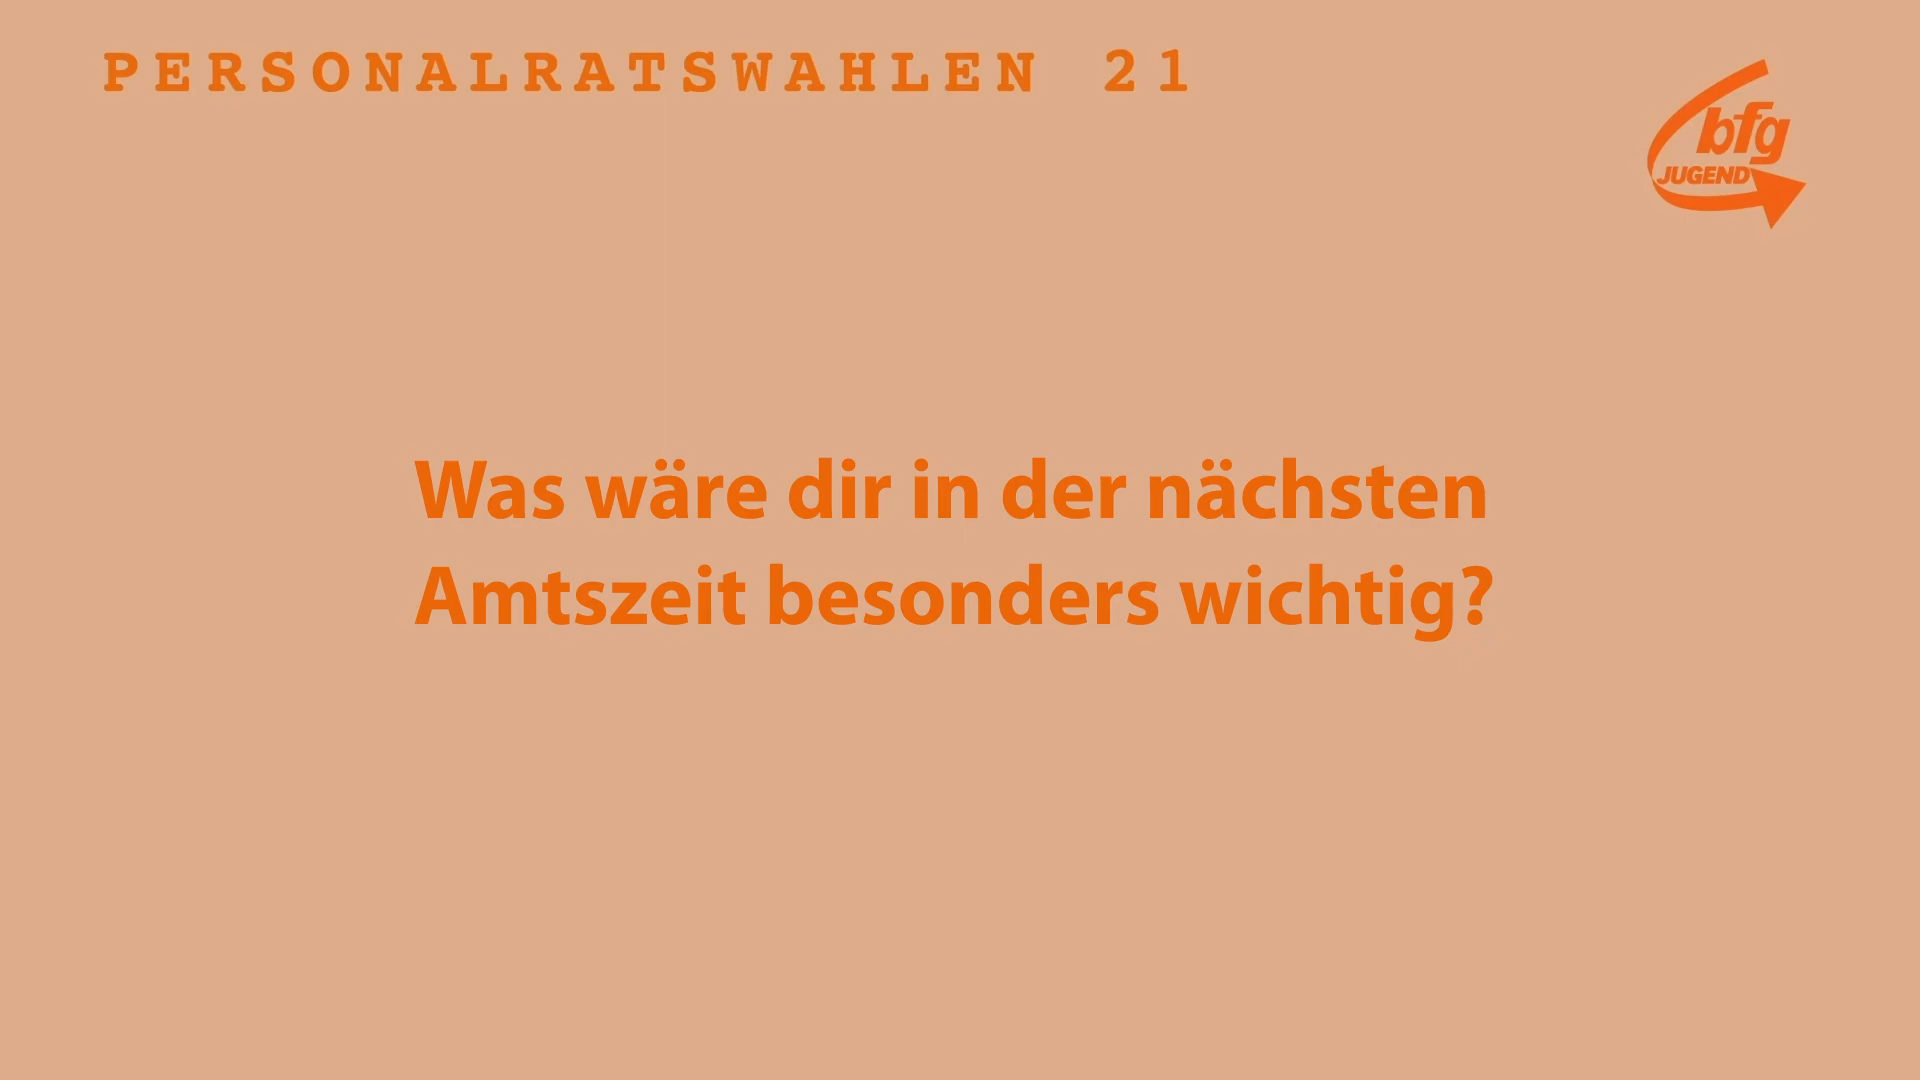 PERSONALRATSWAHLEN 21
bfg
JUGEND
Was wäre dir in der nächsten
Amtszeit besonders wichtig?